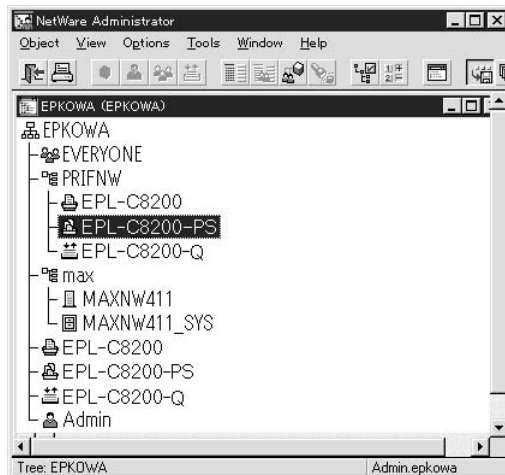 NetWare Administrator
Object View Options Tools Window Help
EPKOWA (EPKOWA)
EPKOWA
EVERYONE
PRIFNW
EPL-C8200
EPL-C8200-PS
EPL-C8200-Q
max
MAXNW411
MAXNW411_SYS
EPL-C8200
EPL-C8200-PS
EPL-C8200-Q
Admin
Tree: EPKOWA Admin.epkowa